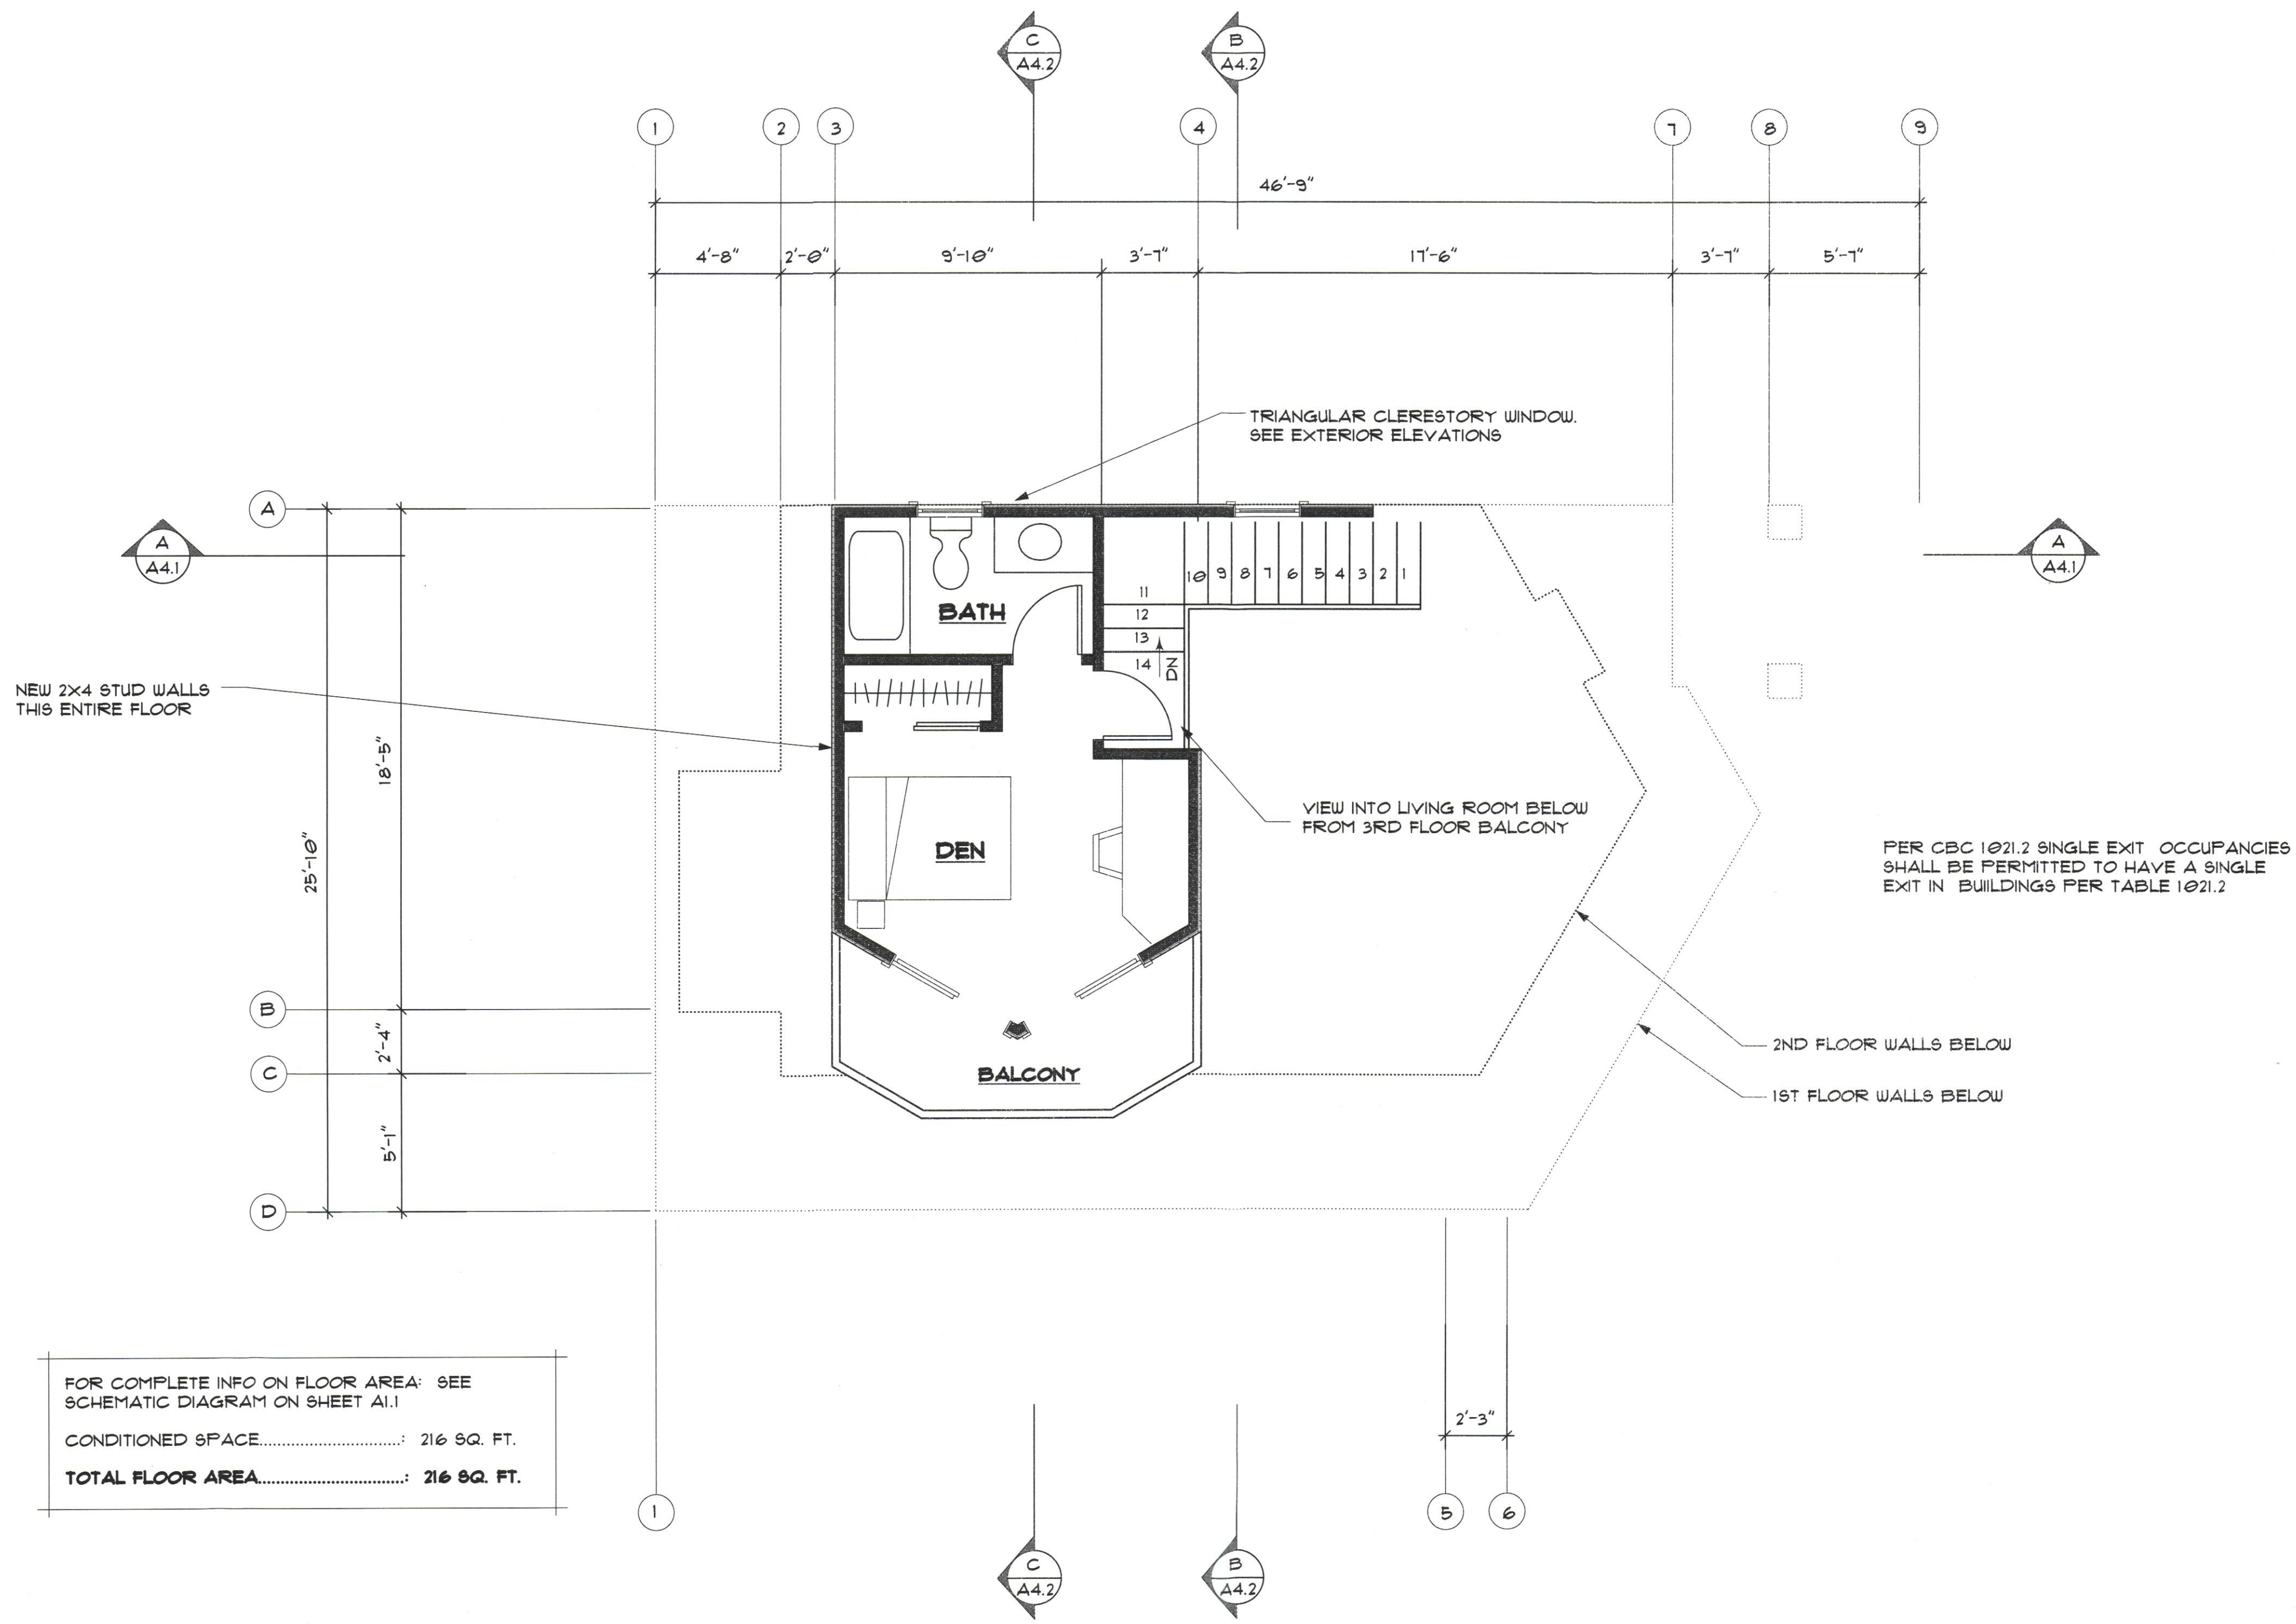 C
A4.2
B
A4.2
1
2
3
4
7
8
9
46'-9"
4'-8"
2'-0"
9'-10"
3'-7"
17'-6"
3'-7"
5'-7"
TRIANGULAR CLERESTORY WINDOW.
SEE EXTERIOR ELEVATIONS
A
A
A4.1
A
A4.1
10
9
8
7
6
5
4
3
2
1
11
12
13
14
DN
BATH
NEW 2X4 STUD WALLS
THIS ENTIRE FLOOR
18'-5"
25'-10"
DEN
VIEW INTO LIVING ROOM BELOW
FROM 3RD FLOOR BALCONY
PER CBC 1021.2 SINGLE EXIT OCCUPANCIES
SHALL BE PERMITTED TO HAVE A SINGLE
EXIT IN BUIILDINGS PER TABLE 1021.2
B
2'-4"
C
BALCONY
2ND FLOOR WALLS BELOW
1ST FLOOR WALLS BELOW
5'-1"
D
FOR COMPLETE INFO ON FLOOR AREA: SEE
SCHEMATIC DIAGRAM ON SHEET A1.1
CONDITIONED SPACE..............................: 216 SQ. FT.
TOTAL FLOOR AREA...............................: 216 SQ. FT.
2'-3"
1
5
6
C
A4.2
B
A4.2